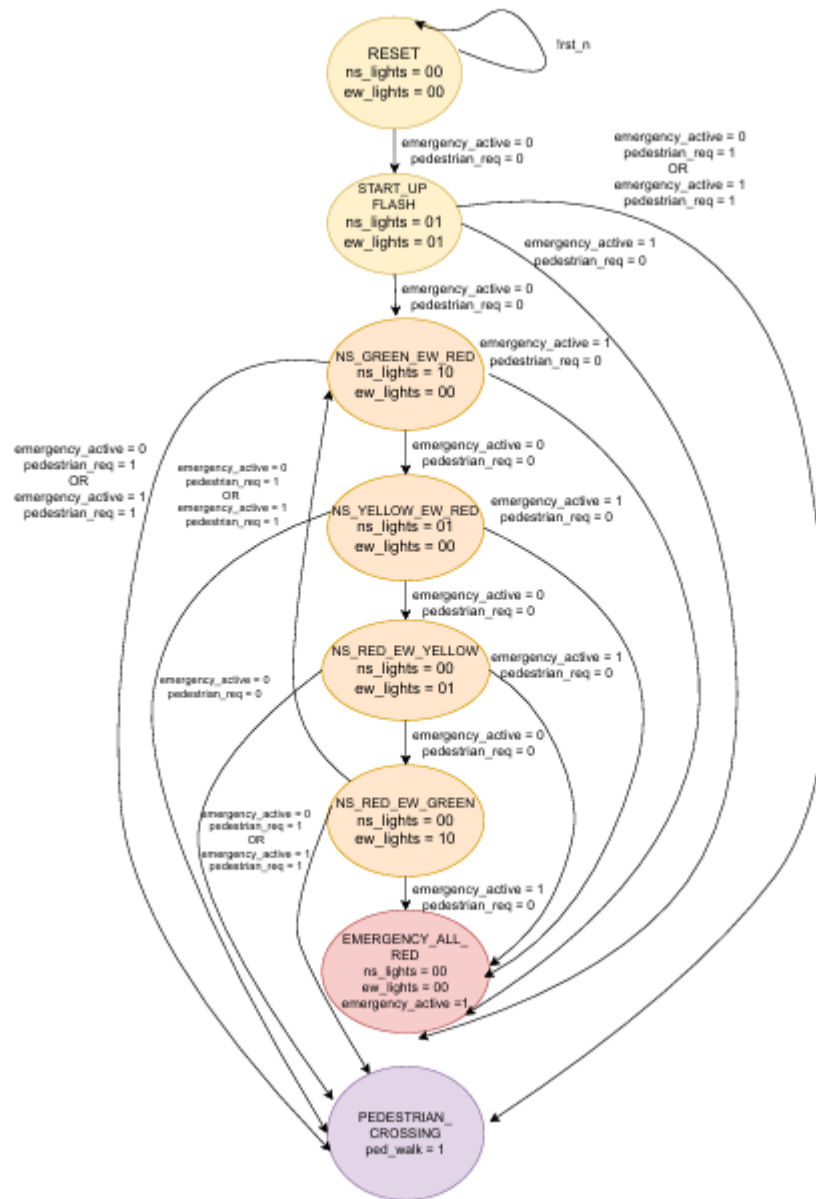 RESET
ns_lights = 00
ew_lights = 00
!rst_n
emergency_active = 0
pedestrian_req = 0
emergency_active = 0
pedestrian_req = 1
OR
emergency_active = 1
pedestrian_req = 1
START_UP
FLASH
ns_lights = 01
ew_lights = 01
emergency_active = 1
pedestrian_req = 0
emergency_active = 0
pedestrian_req = 0
NS_GREEN_EW_RED
ns_lights = 10
ew_lights = 00
emergency_active = 1
pedestrian_req = 0
emergency_active = 0
pedestrian_req = 1
OR
emergency_active = 1
pedestrian_req = 1
emergency_active = 0
pedestrian_req = 1
OR
emergency_active = 1
pedestrian_req = 1
emergency_active = 0
pedestrian_req = 0
NS_YELLOW_EW_RED
ns_lights = 01
ew_lights = 00
emergency_active = 1
pedestrian_req = 0
emergency_active = 0
pedestrian_req = 0
NS_RED_EW_YELLOW
ns_lights = 00
ew_lights = 01
emergency_active = 1
pedestrian_req = 0
emergency_active = 0
pedestrian_req = 0
emergency_active = 0
pedestrian_req = 0
NS_RED_EW_GREEN
ns_lights = 00
ew_lights = 10
emergency_active = 0
pedestrian_req = 1
OR
emergency_active = 1
pedestrian_req = 1
emergency_active = 1
pedestrian_req = 0
EMERGENCY_ALL_
RED
ns_lights = 00
ew_lights = 00
emergency_active =1
PEDESTRIAN_
CROSSING
ped_walk = 1